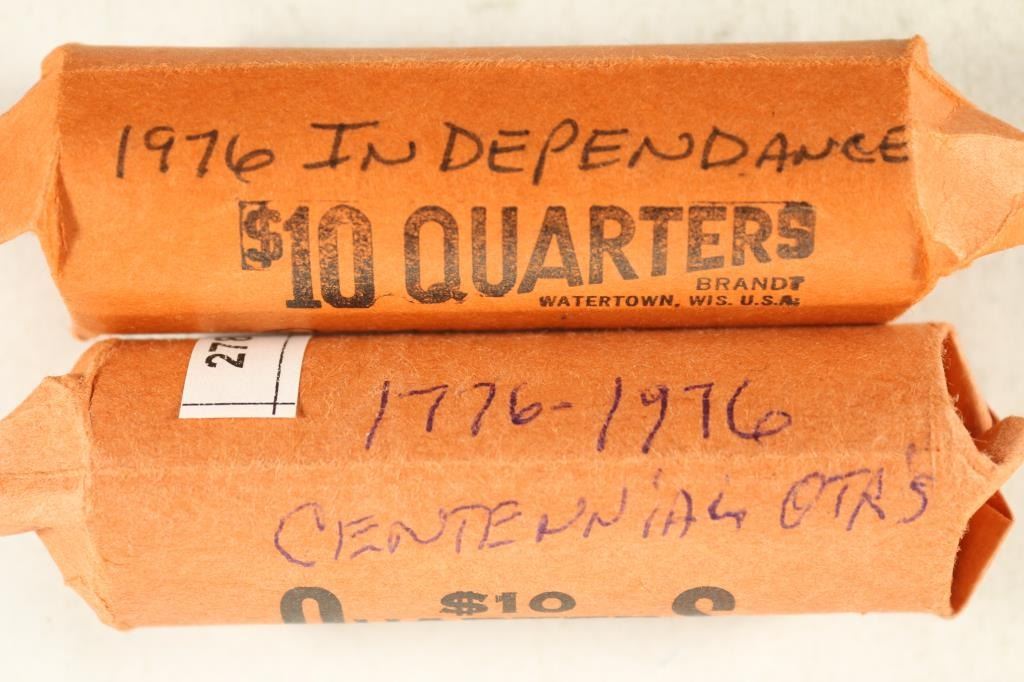 1976 INDEPENDANCE
$10 QUARTERS
BRANDT
WATERTOWN, WIS. U.S.A.
1776-1976
CENTENNIAL QTR'S
$10